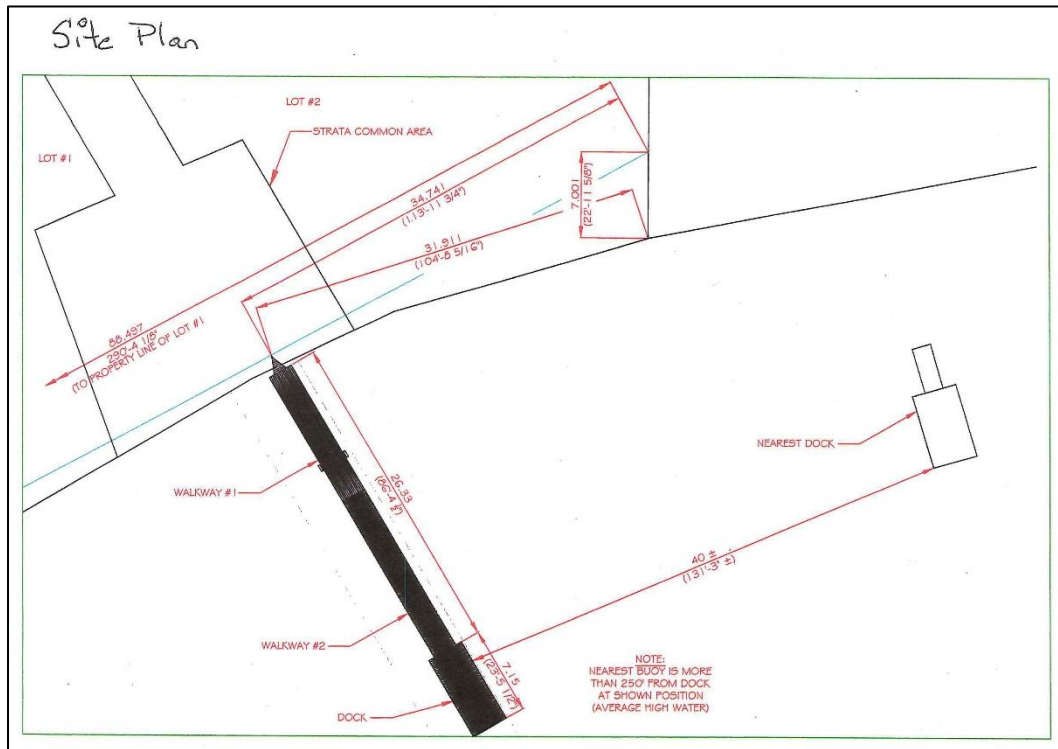 Site Plan
LOT #2
STRATA COMMON AREA
LOT #1
34.741
(113'-11 3/4")
7.001
(22'-11 5/8")
31.911
(104'-8 5/16")
88.497
290'-4 1/8"
(TO PROPERTY LINE OF LOT #1
NEAREST DOCK
WALKWAY #1
26.33
(86'-4 ½")
40 ±
(131'-3" ±)
WALKWAY #2
7.15
(23'-5 1/2")
DOCK
NOTE:
NEAREST BUOY IS MORE
THAN 250' FROM DOCK
AT SHOWN POSITION
(AVERAGE HIGH WATER)